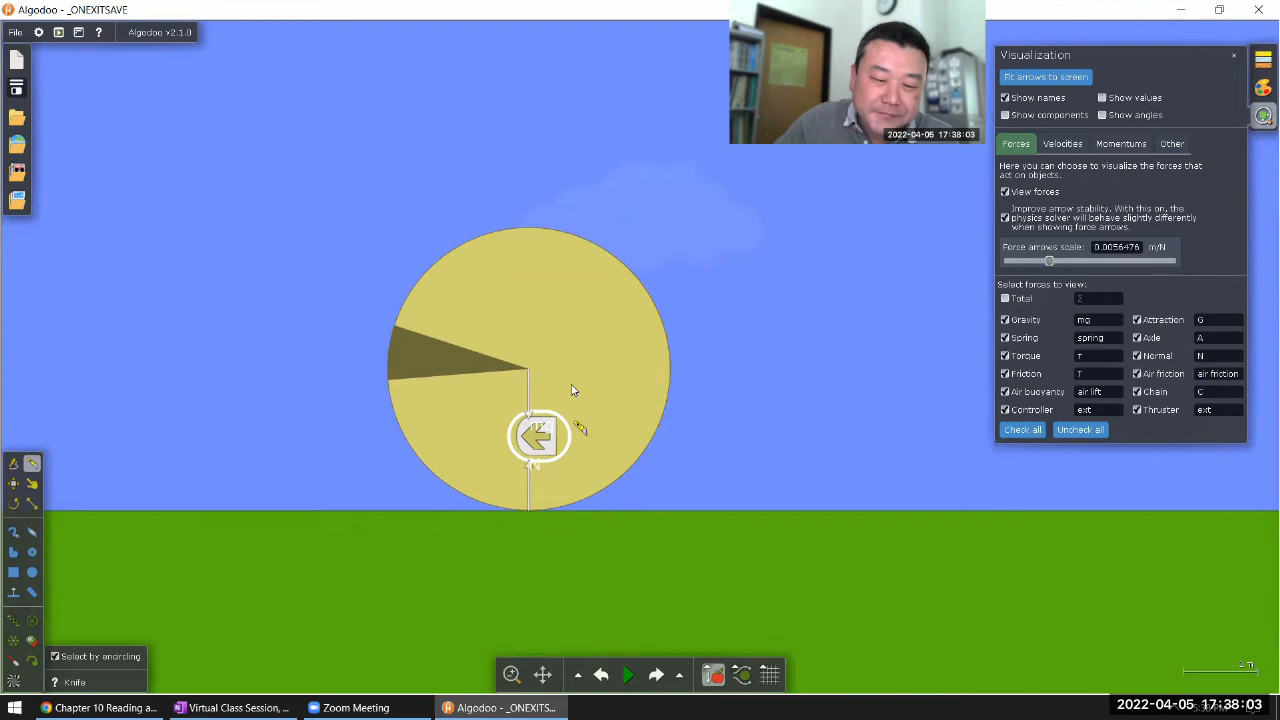 Algodoo - _ONEXITSAVE
File
?
Algodoo v2.1.0
2022-04-05 17:38:03
Visualization
×
Fit arrows to screen
Show names
Show values
Show components
Show angles
Forces
Velocities
Momentums
Other
Here you can choose to visualize the forces that
act on objects.
View forces
Improve arrow stability. With this on, the
physics solver will behave slightly differently
when showing force arrows.
Force arrows scale:
0.0056476
m/N
Select forces to view:
Total
Σ
Gravity
mg
Attraction
G
Spring
spring
Axle
A
Torque
τ
Normal
N
Friction
T
Air friction
air friction
Air buoyancy
air lift
Chain
C
Controller
ext
Thruster
ext
Check all
Uncheck all
mg
N
Select by encircling
? Knife
1 m
Chapter 10 Reading a...
Virtual Class Session, ...
Zoom Meeting
Algodoo - _ONEXITS...
2022-04-05 17:38:03